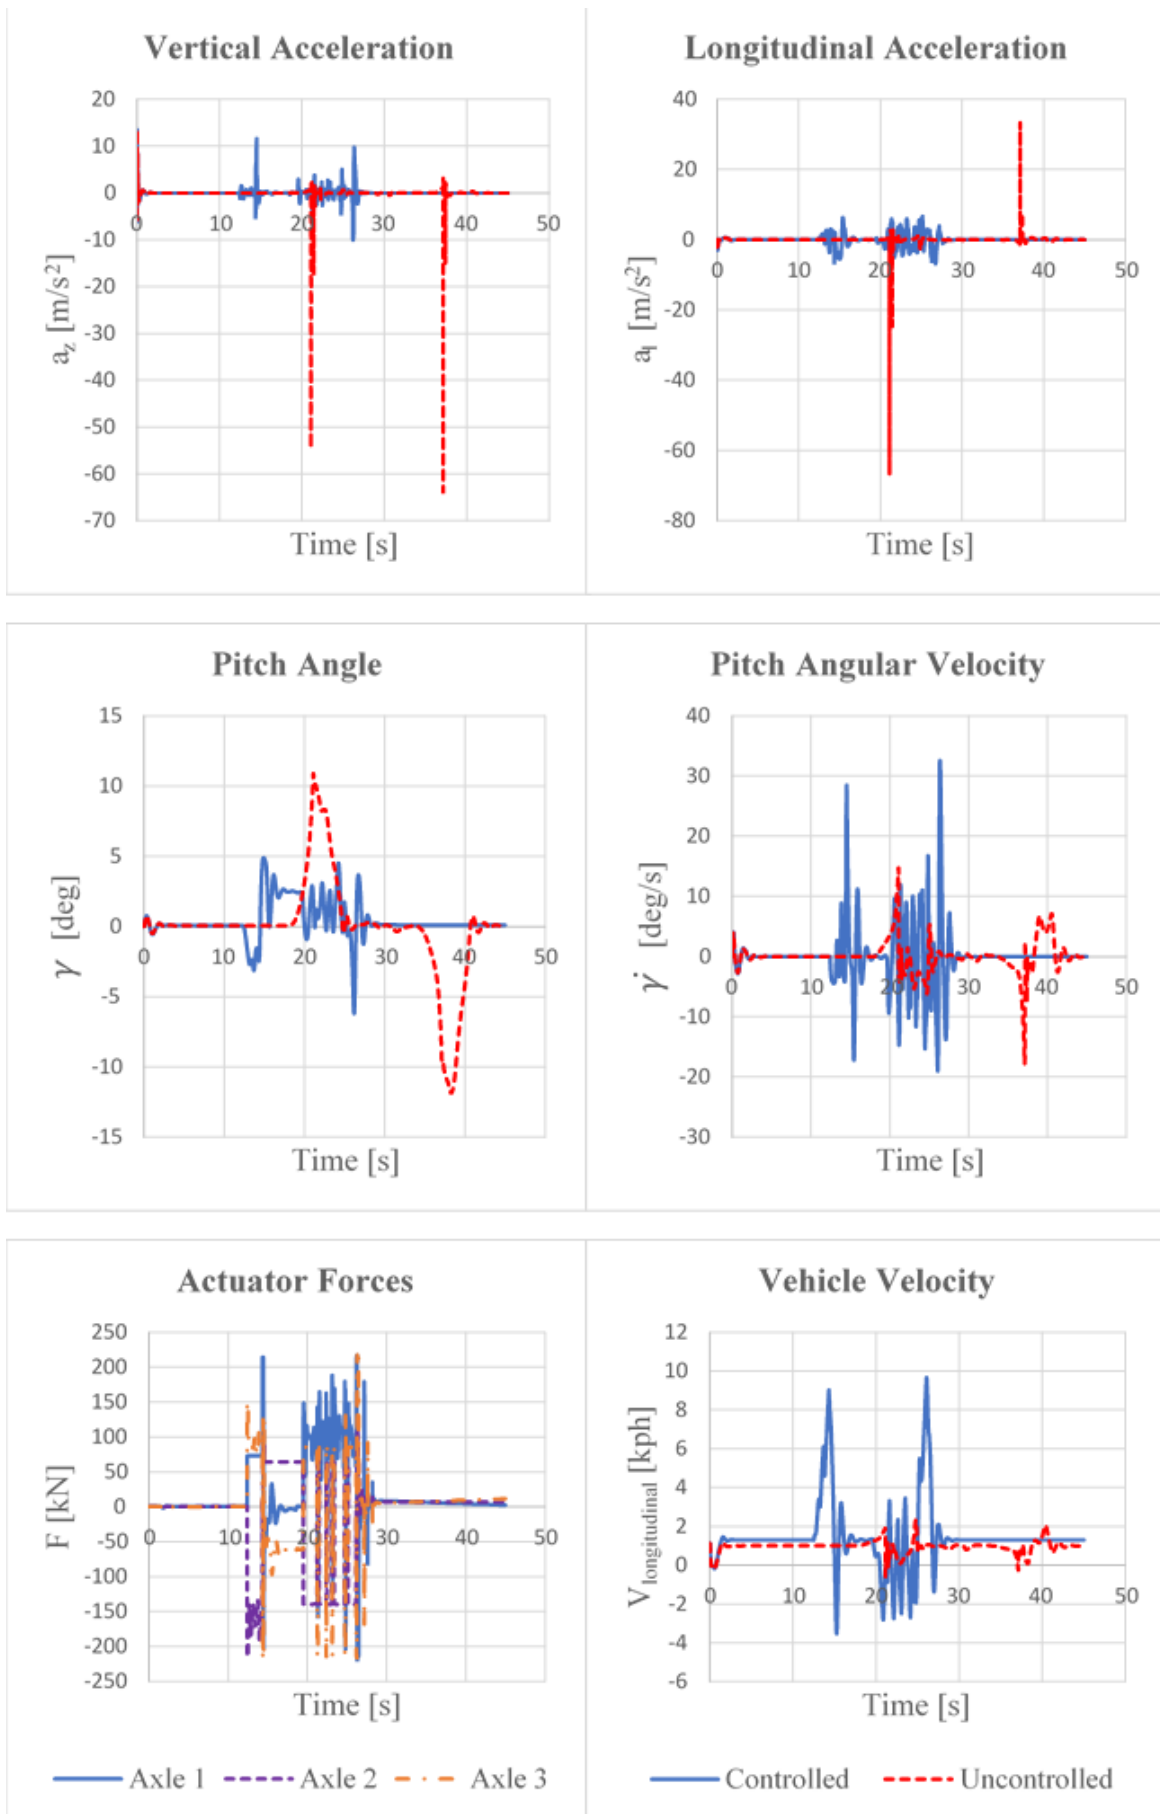 Vertical Acceleration
20
10
0
-10
-20
-30
-40
-50
-60
-70
0 10 20 30 40 50
a_z [m/s²]
Time [s]
Longitudinal Acceleration
40
20
0
-20
-40
-60
-80
0 10 20 30 40 50
a_l [m/s²]
Time [s]
Pitch Angle
15
10
5
0
-5
-10
-15
0 10 20 30 40 50
γ [deg]
Time [s]
Pitch Angular Velocity
40
30
20
10
0
-10
-20
-30
0 10 20 30 40 50
γ̇ [deg/s]
Time [s]
Actuator Forces
250
200
150
100
50
0
-50
-100
-150
-200
-250
0 10 20 30 40 50
F [kN]
Time [s]
Axle 1 Axle 2 Axle 3
Vehicle Velocity
12
10
8
6
4
2
0
-2
-4
-6
0 10 20 30 40 50
V_longitudinal [kph]
Time [s]
Controlled Uncontrolled